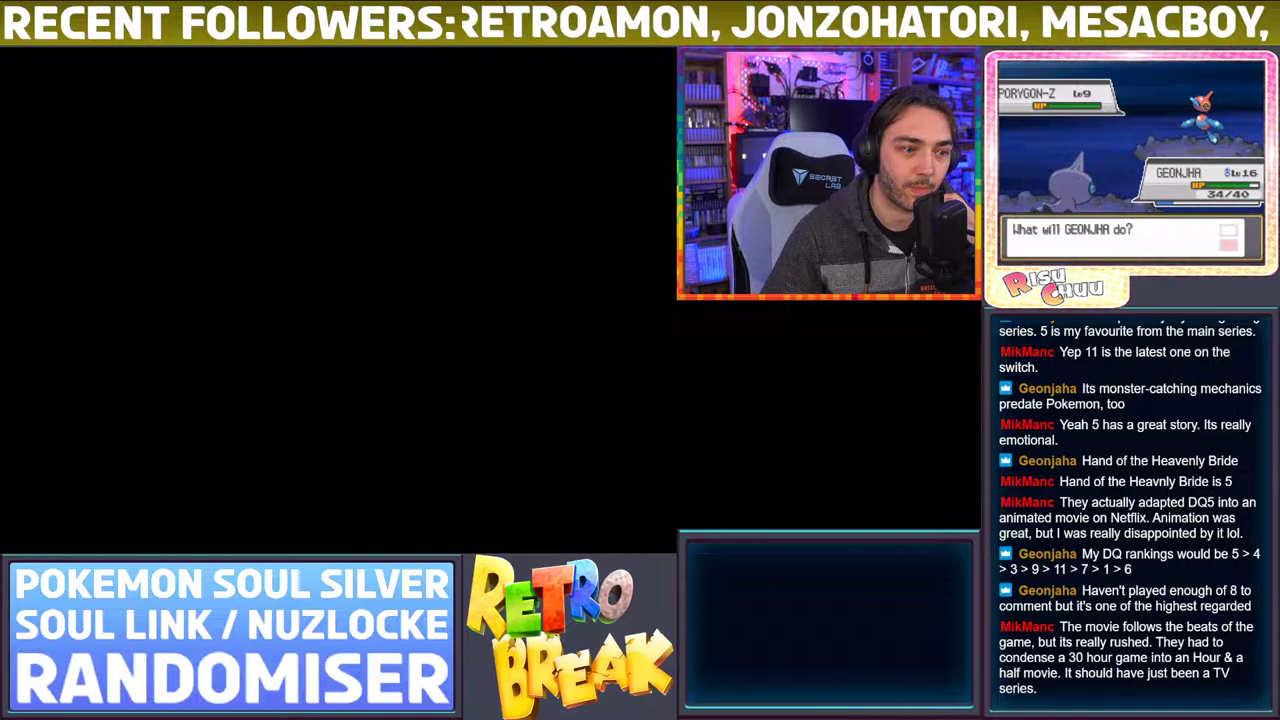 RECENT FOLLOWERS:RETROAMON, JONZOHATORI, MESACBOY,
SECRET
LAB
PORYGON-Z Lv9
HP
GEONJHA ♂Lv16
HP
34/40
What will GEONJHA do?
RISU
CHUU
series. 5 is my favourite from the main series.
MikManc Yep 11 is the latest one on the
switch.
Geonjaha Its monster-catching mechanics
predate Pokemon, too
MikManc Yeah 5 has a great story. Its really
emotional.
Geonjaha Hand of the Heavenly Bride
MikManc Hand of the Heavnly Bride is 5
MikManc They actually adapted DQ5 into an
animated movie on Netflix. Animation was
great, but I was really disappointed by it lol.
Geonjaha My DQ rankings would be 5 > 4
> 3 > 9 > 11 > 7 > 1 > 6
Geonjaha Haven't played enough of 8 to
comment but it's one of the highest regarded
MikManc The movie follows the beats of the
game, but its really rushed. They had to
condense a 30 hour game into an Hour & a
half movie. It should have just been a TV
series.
POKEMON SOUL SILVER
SOUL LINK / NUZLOCKE
RANDOMISER
RETRO
BREAK